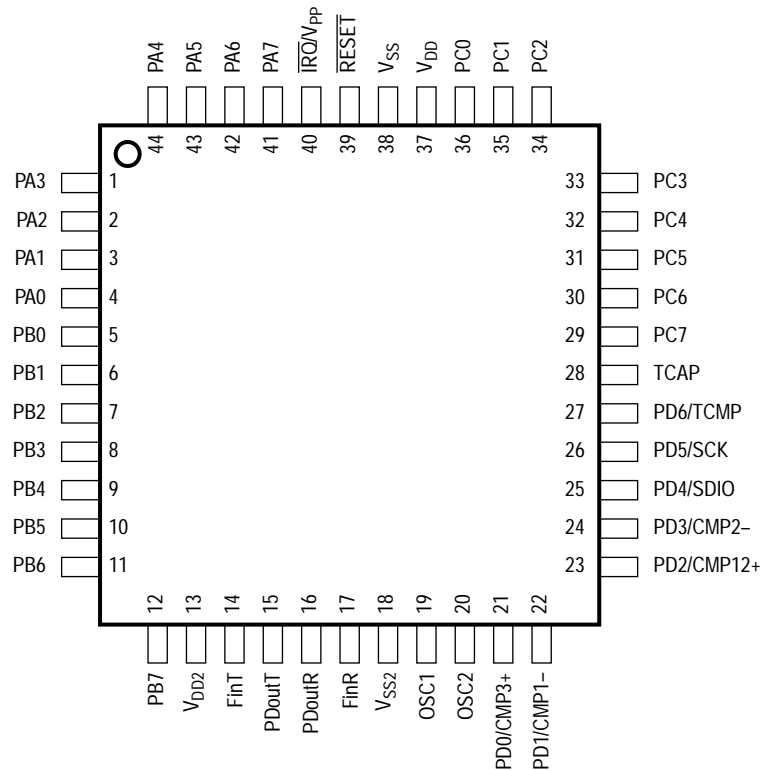 PA4 PA5 PA6 PA7 IRQ/VPP RESET VSS VDD PC0 PC1 PC2
44 43 42 41 40 39 38 37 36 35 34
PA3 1 33 PC3
PA2 2 32 PC4
PA1 3 31 PC5
PA0 4 30 PC6
PB0 5 29 PC7
PB1 6 28 TCAP
PB2 7 27 PD6/TCMP
PB3 8 26 PD5/SCK
PB4 9 25 PD4/SDIO
PB5 10 24 PD3/CMP2–
PB6 11 23 PD2/CMP12+
12 13 14 15 16 17 18 19 20 21 22
PB7 VDD2 FinT PDoutT PDoutR FinR VSS2 OSC1 OSC2 PD0/CMP3+ PD1/CMP1–